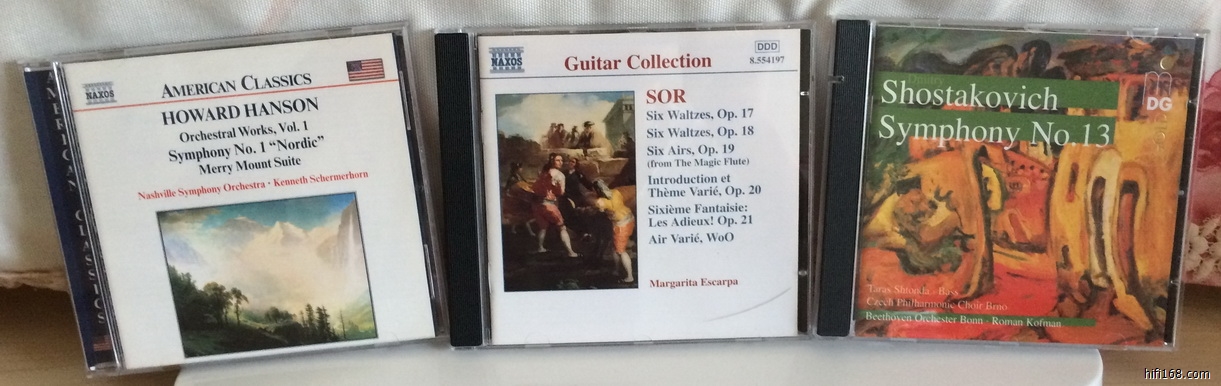 AMERICAN CLASSICS
NAXOS
AMERICAN CLASSICS
HOWARD HANSON
Orchestral Works, Vol. 1
Symphony No. 1 “Nordic”
Merry Mount Suite
Nashville Symphony Orchestra · Kenneth Schermerhorn
NAXOS
Guitar Collection
DDD
8.554197
SOR
Six Waltzes, Op. 17
Six Waltzes, Op. 18
Six Airs, Op. 19
(from The Magic Flute)
Introduction et
Thème Varié, Op. 20
Sixième Fantaisie:
Les Adieux! Op. 21
Air Varié, WoO
Margarita Escarpa
Shostakovich
Symphony No. 13
MDG
Taras Shtonda · Bass
Czech Philharmonic Choir Brno
Beethoven Orchester Bonn · Roman Kofman
hifi168.com